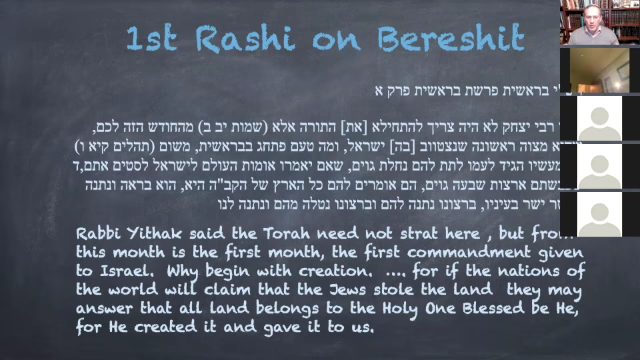 1st Rashi on Bereshit
בראשית פרשת בראשית פרק א
רבי יצחק לא היה צריך להתחילא [את] התורה אלא (שמות יב ב) מהחודש הזה לכם,
מצוה ראשונה שנצטווב [בה] ישראל, ומה טעם פתחג בבראשית, משום (תהלים קיא ו)
מעשיו הגיד לעמו לתת להם נחלת גוים, שאם יאמרו אומות העולם לישראל לסטים אתם,ד
ארצות שבעה גוים, הם אומרים להם כל הארץ של הקב"ה היא, הוא בראה ונתנה
ישר בעיניו, ברצונו נתנה להם וברצונו נטלה מהם ונתנה לנו
Rabbi Yithak said the Torah need not strat here , but from
this month is the first month, the first commandment given
to Israel. Why begin with creation. .... for if the nations of
the world will claim that the Jews stole the land they may
answer that all land belongs to the Holy One Blessed be He,
for He created it and gave it to us.